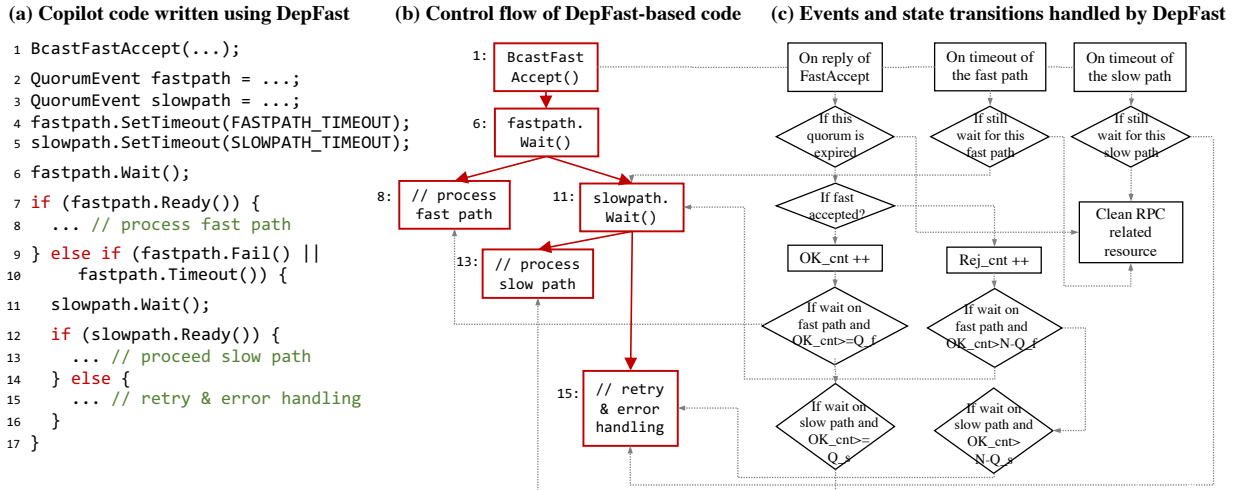 (a) Copilot code written using DepFast
1 BcastFastAccept(...);
2 QuorumEvent fastpath = ...;
3 QuorumEvent slowpath = ...;
4 fastpath.SetTimeout(FASTPATH_TIMEOUT);
5 slowpath.SetTimeout(SLOWPATH_TIMEOUT);
6 fastpath.Wait();
7 if (fastpath.Ready()) {
8 ... // process fast path
9 } else if (fastpath.Fail() ||
10 fastpath.Timeout()) {
11 slowpath.Wait();
12 if (slowpath.Ready()) {
13 ... // proceed slow path
14 } else {
15 ... // retry & error handling
16 }
17 }
(b) Control flow of DepFast-based code
1:
BcastFast
Accept()
6:
fastpath.
Wait()
8:
// process
fast path
11:
slowpath.
Wait()
13:
// process
slow path
15:
// retry
& error
handling
(c) Events and state transitions handled by DepFast
On reply of
FastAccept
On timeout of
the fast path
On timeout of
the slow path
If this
quorum is
expired
If still
wait for this
fast path
If still
wait for this
slow path
If fast
accepted?
Clean RPC
related
resource
OK_cnt ++
Rej_cnt ++
If wait on
fast path and
OK_cnt>=Q_f
If wait on
fast path and
OK_cnt>N-Q_f
If wait on
slow path and
OK_cnt>=
Q_s
If wait on
slow path and
OK_cnt>
N-Q_s